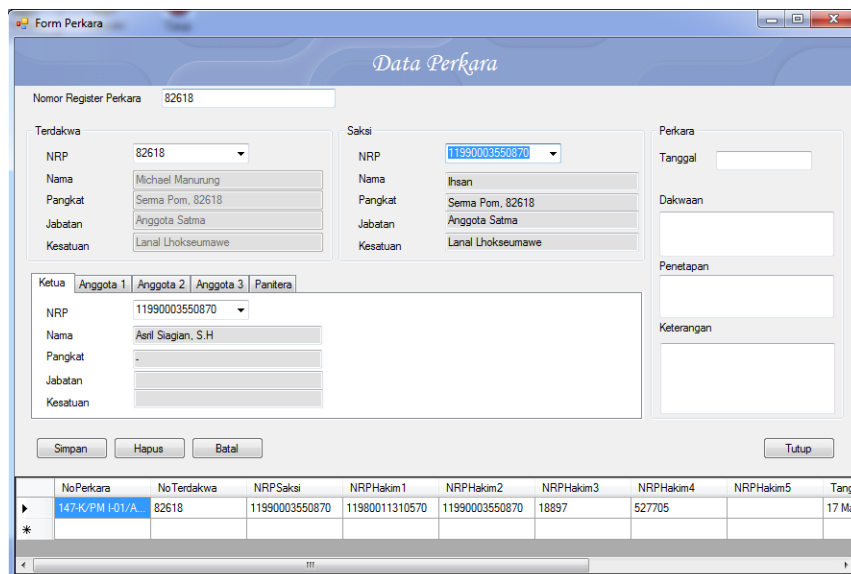 Form Perkara
Data Perkara
Nomor Register Perkara 82618
Terdakwa
NRP 82618
Nama Michael Manurung
Pangkat Serma Pom, 82618
Jabatan Anggota Satma
Kesatuan Lanal Lhokseumawe
Saksi
NRP 11990003550870
Nama Ihsan
Pangkat Serma Pom, 82618
Jabatan Anggota Satma
Kesatuan Lanal Lhokseumawe
Perkara
Tanggal
Dakwaan
Penetapan
Keterangan
Ketua Anggota 1 Anggota 2 Anggota 3 Panitera
NRP 11990003550870
Nama Asril Siagian, S.H
Pangkat -
Jabatan
Kesatuan
Simpan Hapus Batal Tutup
NoPerkara NoTerdakwa NRPSaksi NRPHakim1 NRPHakim2 NRPHakim3 NRPHakim4 NRPHakim5 Tang
147-K/PM I-01/A... 82618 11990003550870 11980011310570 11990003550870 18897 527705 17 Ma